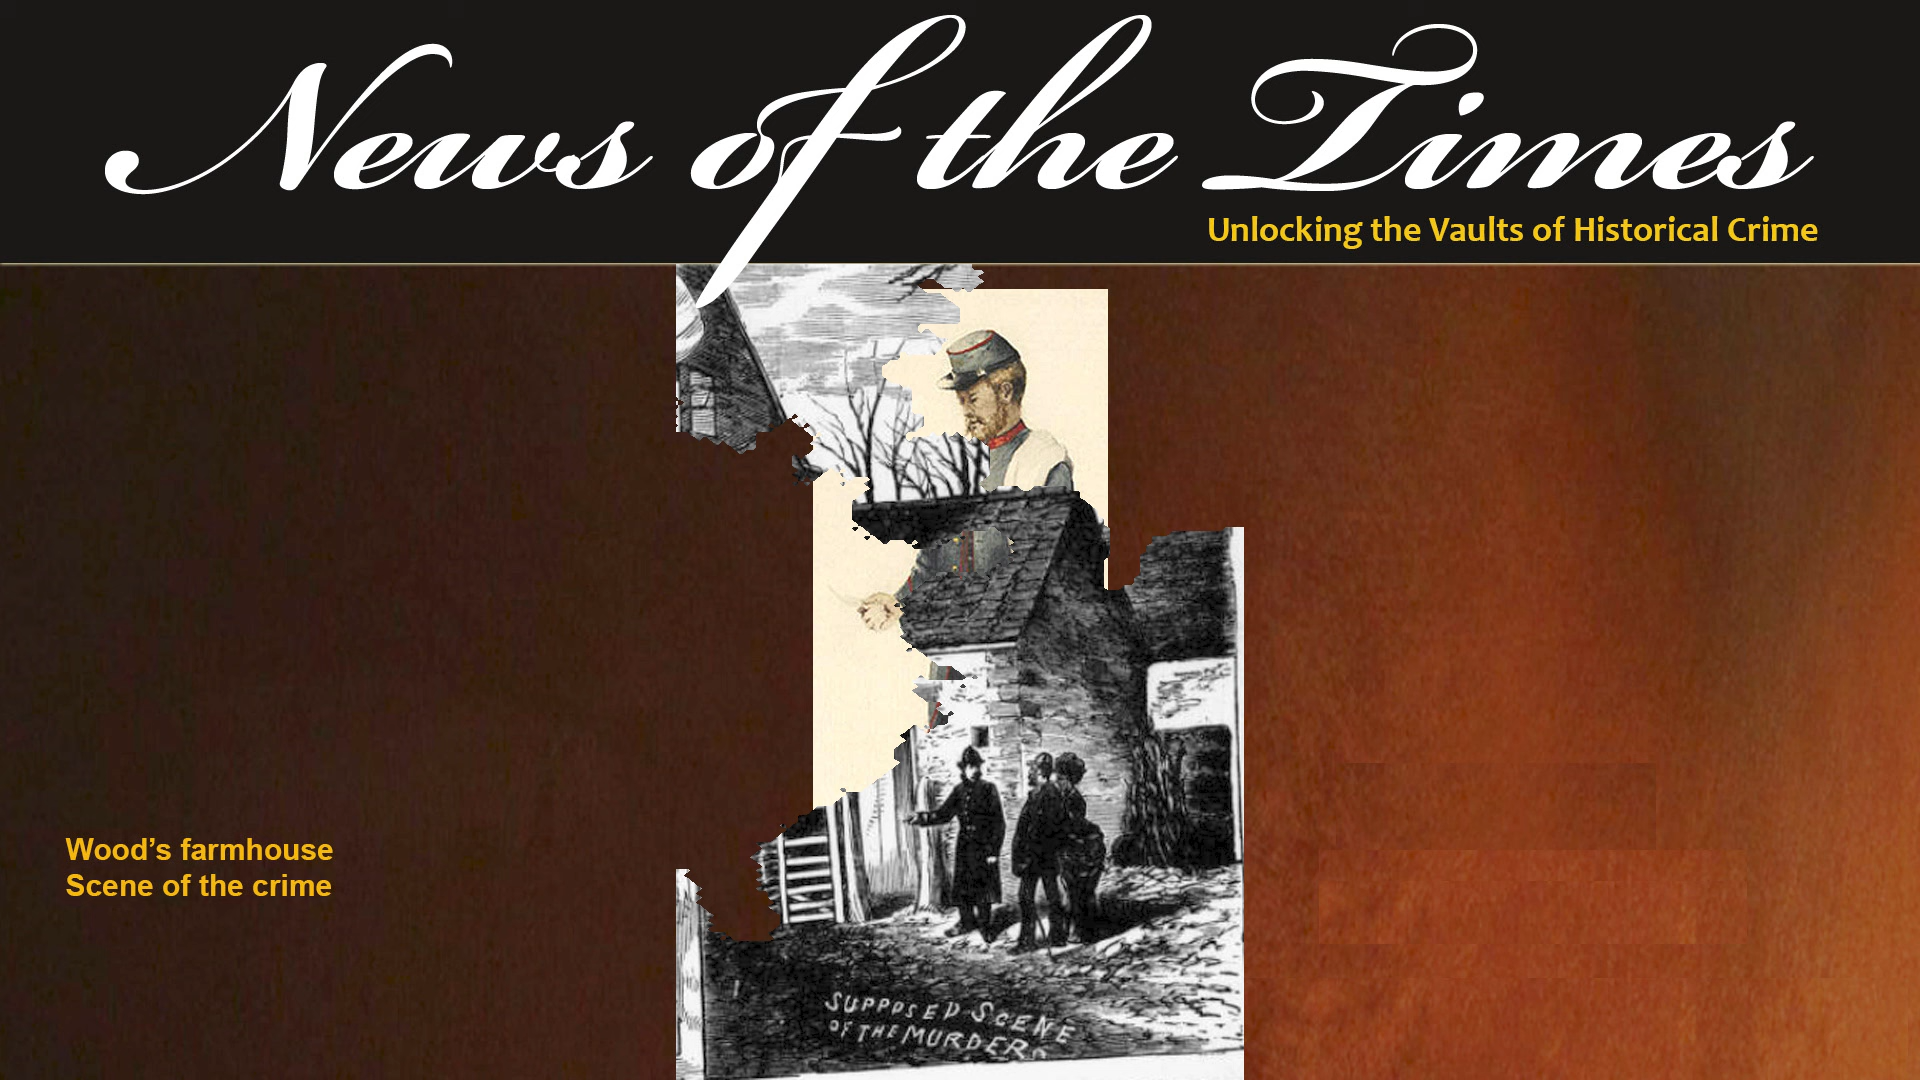 News of the Times
Unlocking the Vaults of Historical Crime
Wood’s farmhouse
Scene of the crime
SUPPOSED SCENE
OF THE MURDER